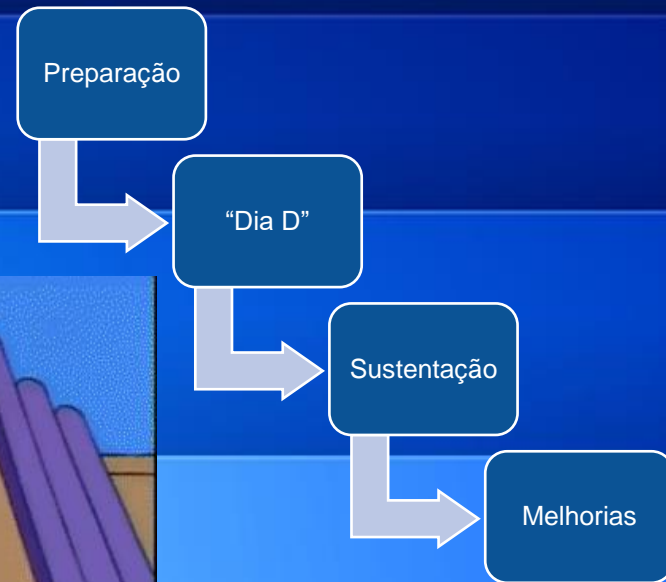 Preparação
“Dia D”
Sustentação
Melhorias